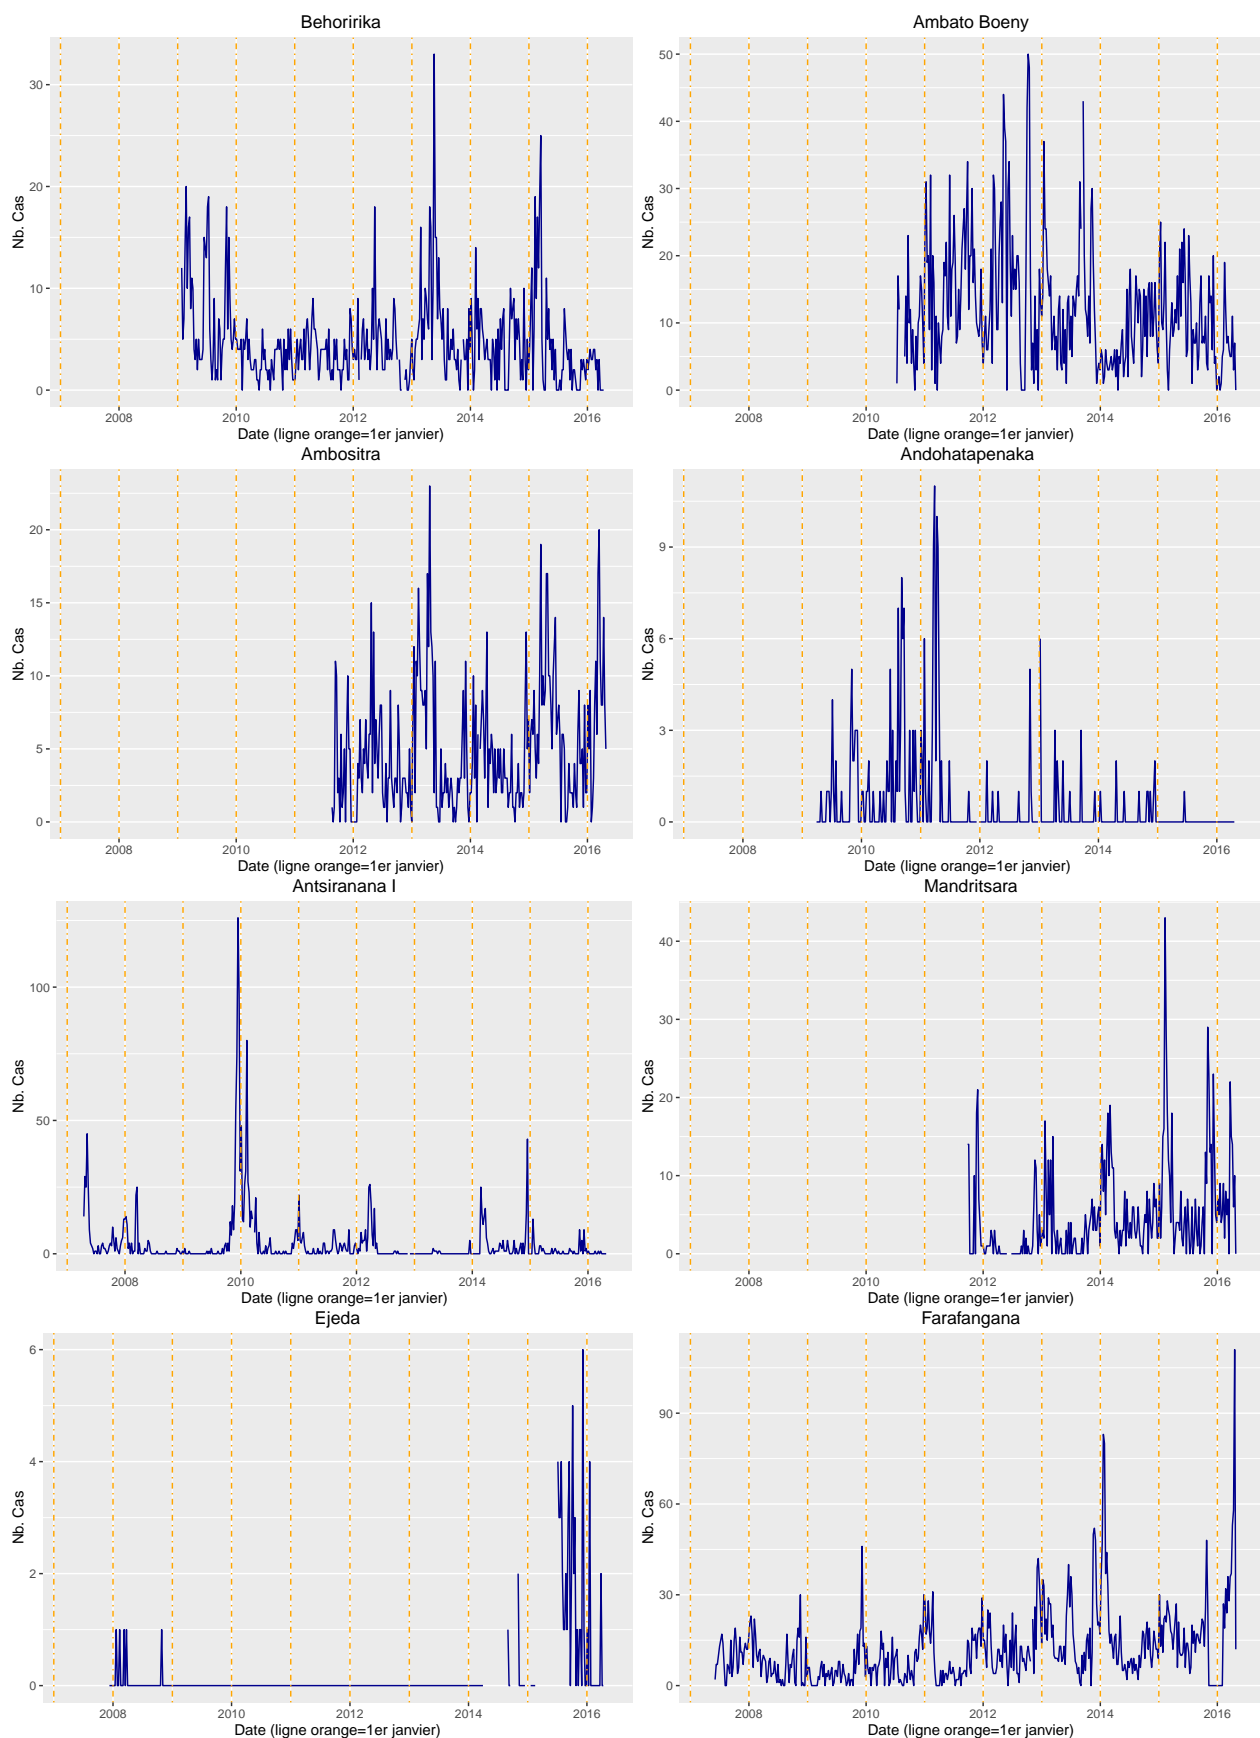 Behoririka
Nb. Cas
30
20
10
0
2008 2010 2012 2014 2016
Date (ligne orange=1er janvier)
Ambato Boeny
Nb. Cas
50
40
30
20
10
0
2008 2010 2012 2014 2016
Date (ligne orange=1er janvier)
Ambositra
Nb. Cas
20
15
10
5
0
2008 2010 2012 2014 2016
Date (ligne orange=1er janvier)
Andohatapenaka
Nb. Cas
9
6
3
0
2008 2010 2012 2014 2016
Date (ligne orange=1er janvier)
Antsiranana I
Nb. Cas
100
50
0
2008 2010 2012 2014 2016
Date (ligne orange=1er janvier)
Mandritsara
Nb. Cas
40
30
20
10
0
2008 2010 2012 2014 2016
Date (ligne orange=1er janvier)
Ejeda
Nb. Cas
6
4
2
0
2008 2010 2012 2014 2016
Date (ligne orange=1er janvier)
Farafangana
Nb. Cas
90
60
30
0
2008 2010 2012 2014 2016
Date (ligne orange=1er janvier)